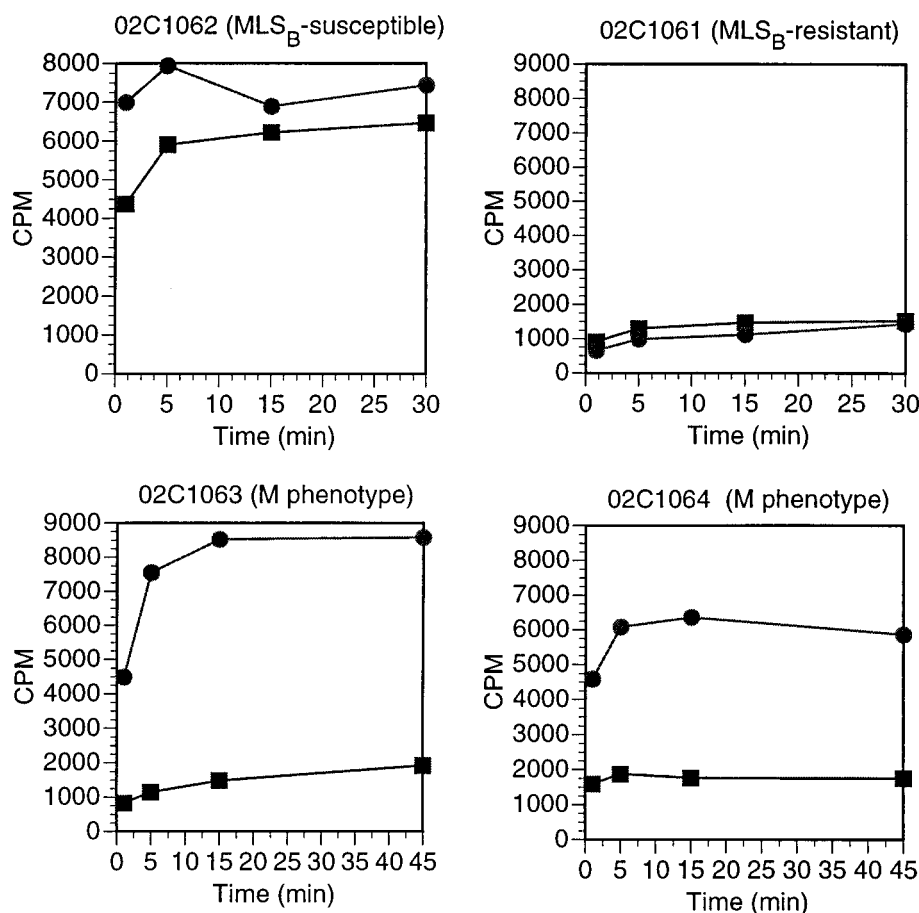 02C1062 (MLSB-susceptible)
8000
7000
6000
5000
4000
3000
2000
1000
0
CPM
0 5 10 15 20 25 30
Time (min)
02C1061 (MLSB-resistant)
9000
8000
7000
6000
5000
4000
3000
2000
1000
0
CPM
0 5 10 15 20 25 30
Time (min)
02C1063 (M phenotype)
9000
8000
7000
6000
5000
4000
3000
2000
1000
0
CPM
0 5 10 15 20 25 30 35 40 45
Time (min)
02C1064 (M phenotype)
9000
8000
7000
6000
5000
4000
3000
2000
1000
0
CPM
0 5 10 15 20 25 30 35 40 45
Time (min)